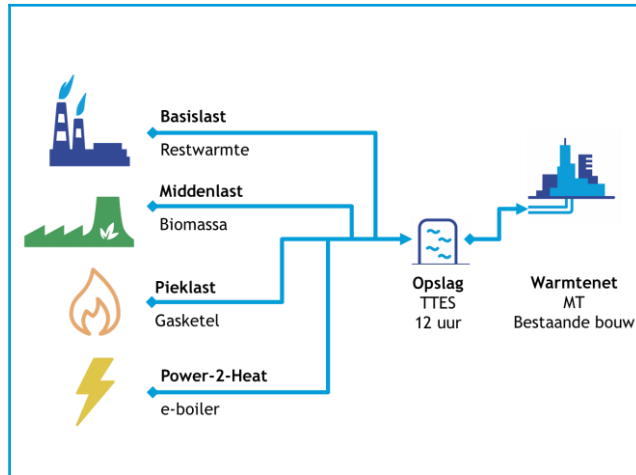 Basislast
Restwarmte
Middenlast
Biomassa
Pieklast
Gasketel
Power-2-Heat
e-boiler
Opslag
TTES
12 uur
Warmtenet
MT
Bestaande bouw